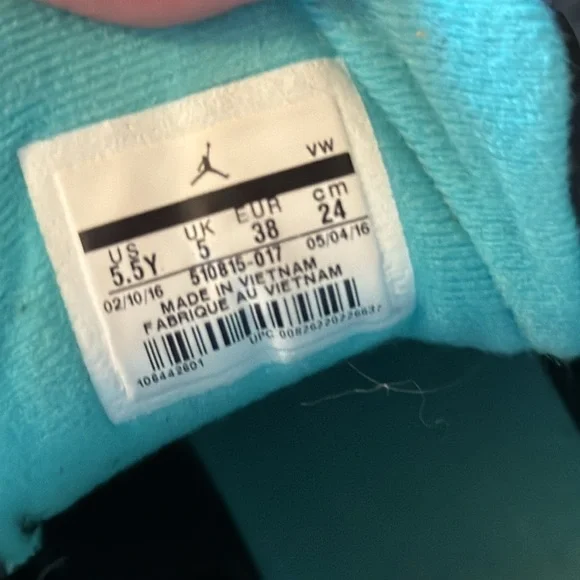 VW
US UK EUR cm
5.5Y 5 38 24
02/10/16 510815-017 05/04/16
MADE IN VIETNAM
FABRIQUE AU VIETNAM
UPC